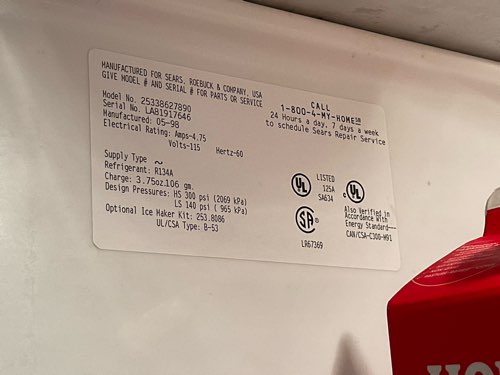 MANUFACTURED FOR SEARS, ROEBUCK & COMPANY, USA
GIVE MODEL # AND SERIAL # FOR PARTS OR SERVICE
Model No. 25338627890
Serial No. LA81917646
Manufactured: 05-98
Electrical Rating: Amps-4.75
Volts-115 Hertz-60
CALL
1-800-4-MY-HOME
24 Hours a day, 7 days a week
to schedule Sears Repair Service
Supply Type ~
Refrigerant: R134A
Charge: 3.75oz.106 gm.
Design Pressures: HS 300 psi (2069 kPa)
LS 140 psi ( 965 kPa)
Optional Ice Maker Kit: 253.8086
UL/CSA Type: B-53
UL
®
LISTED
125A
SA634
C UL
SA
®
LR67369
Also Verified in
Accordance With
Energy Standard
CAN/CSA-C300-M91